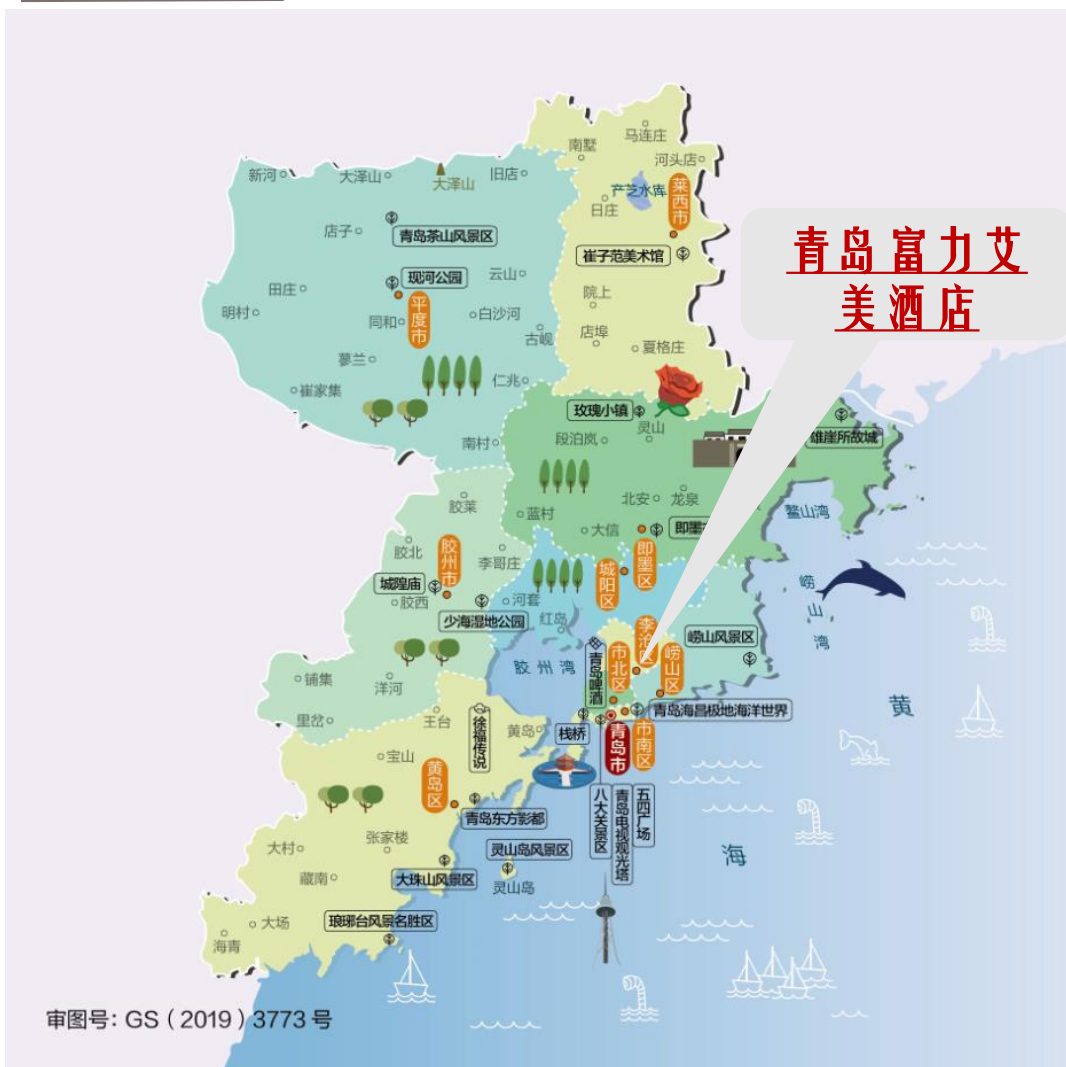 马连庄
南墅
河头店
新河
大泽山
大泽山
旧店
产芝水库
莱西市
日庄
店子
青岛茶山风景区
崔子范美术馆
青岛富力艾
美酒店
现河公园
云山
田庄
院上
明村
同和
平度市
白沙河
古岘
店埠
夏格庄
蓼兰
仁兆
崔家集
玫瑰小镇
灵山
雄崖所故城
南村
段泊岚
胶莱
北安
龙泉
蓝村
大信
即墨
鳌山湾
胶北
胶州市
李哥庄
城阳区
即墨区
城隍庙
胶西
河套
崂山湾
少海湿地公园
红岛
李沧区
崂山风景区
胶州湾
青岛啤酒
市北区
崂山区
铺集
洋河
里岔
王台
徐福传说
黄岛
栈桥
青岛市
市南区
青岛海昌极地海洋世界
黄
宝山
黄岛区
青岛东方影都
八大关景区
青岛电视观光塔
五四广场
张家楼
大村
灵山岛风景区
海
藏南
大珠山风景区
灵山岛
大场
琅琊台风景名胜区
海青
审图号：GS（2019）3773号